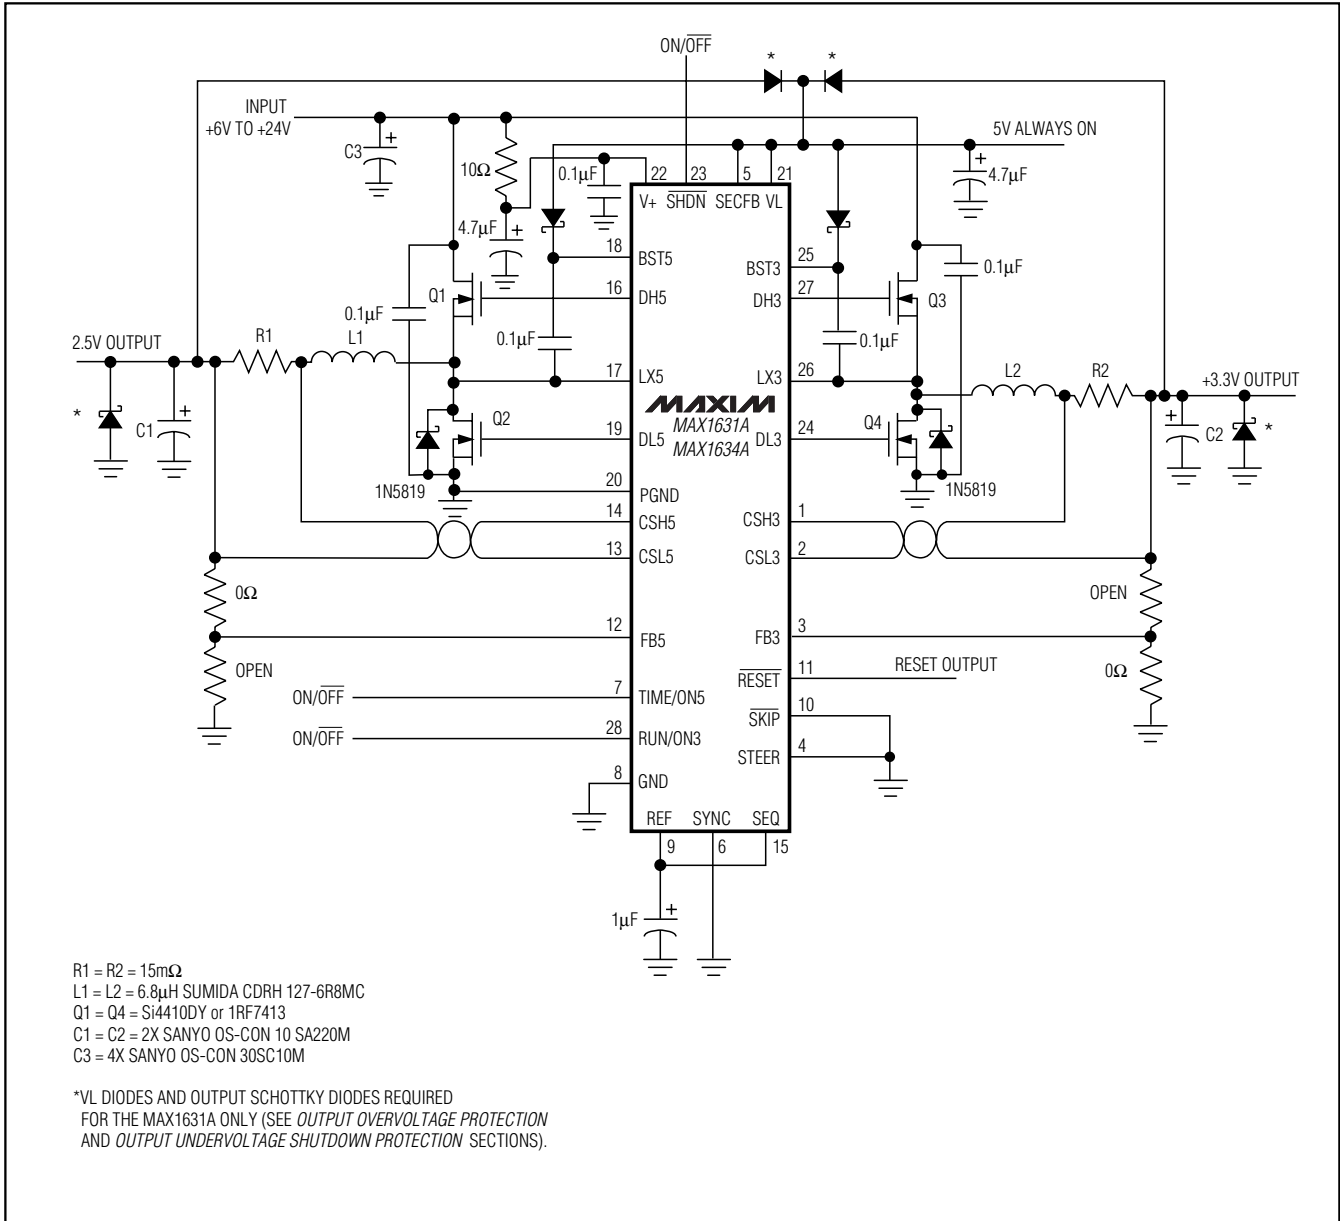 ON/OFF
*
*
INPUT
+6V TO +24V
5V ALWAYS ON
C3
+
10Ω
0.1μF
22
23
5
21
+
4.7μF
V+
SHDN
SECFB
VL
4.7μF
+
18
BST5
BST3
25
0.1μF
16
DH5
DH3
27
Q1
Q3
0.1μF
0.1μF
0.1μF
2.5V OUTPUT
R1
L1
17
LX5
LX3
26
L2
R2
+3.3V OUTPUT
MAXIM
MAX1631A
MAX1634A
*
C1
+
Q2
19
DL5
DL3
24
Q4
+
C2
*
1N5819
20
PGND
1N5819
14
CSH5
CSH3
1
13
CSL5
CSL3
2
0Ω
OPEN
12
FB5
FB3
3
OPEN
RESET
11
RESET OUTPUT
0Ω
ON/OFF
7
TIME/ON5
SKIP
10
ON/OFF
28
RUN/ON3
STEER
4
8
GND
REF
SYNC
SEQ
9
6
15
1μF
+
R1 = R2 = 15mΩ
L1 = L2 = 6.8μH SUMIDA CDRH 127-6R8MC
Q1 = Q4 = Si4410DY or 1RF7413
C1 = C2 = 2X SANYO OS-CON 10 SA220M
C3 = 4X SANYO OS-CON 30SC10M
*VL DIODES AND OUTPUT SCHOTTKY DIODES REQUIRED
FOR THE MAX1631A ONLY (SEE OUTPUT OVERVOLTAGE PROTECTION
AND OUTPUT UNDERVOLTAGE SHUTDOWN PROTECTION SECTIONS).